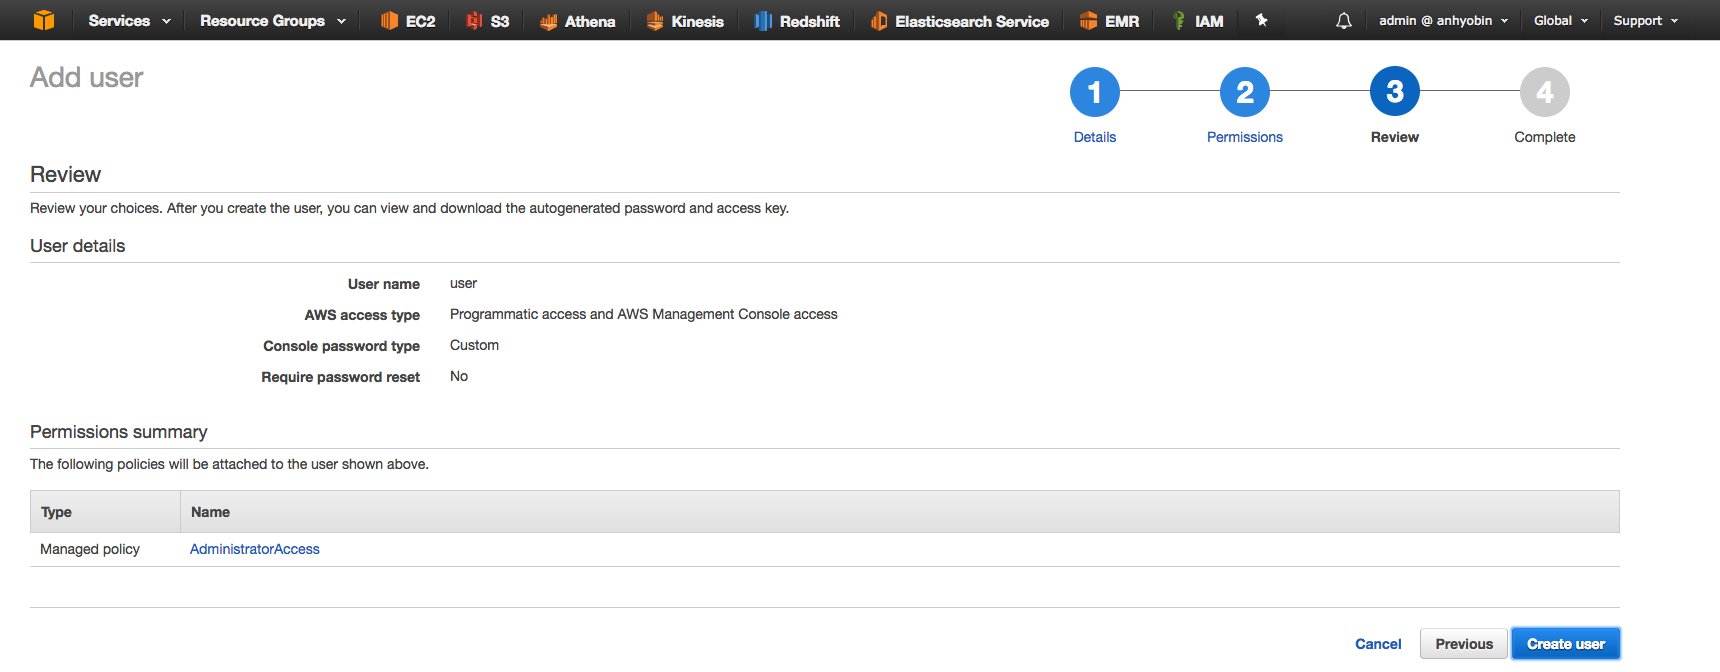 Services Resource Groups EC2 S3 Athena Kinesis Redshift Elasticsearch Service EMR IAM admin @ anhyobin Global Support
Add user
1 2 3 4
Details Permissions Review Complete
Review
Review your choices. After you create the user, you can view and download the autogenerated password and access key.
User details
User name user
AWS access type Programmatic access and AWS Management Console access
Console password type Custom
Require password reset No
Permissions summary
The following policies will be attached to the user shown above.
Type Name
Managed policy AdministratorAccess
Cancel Previous Create user